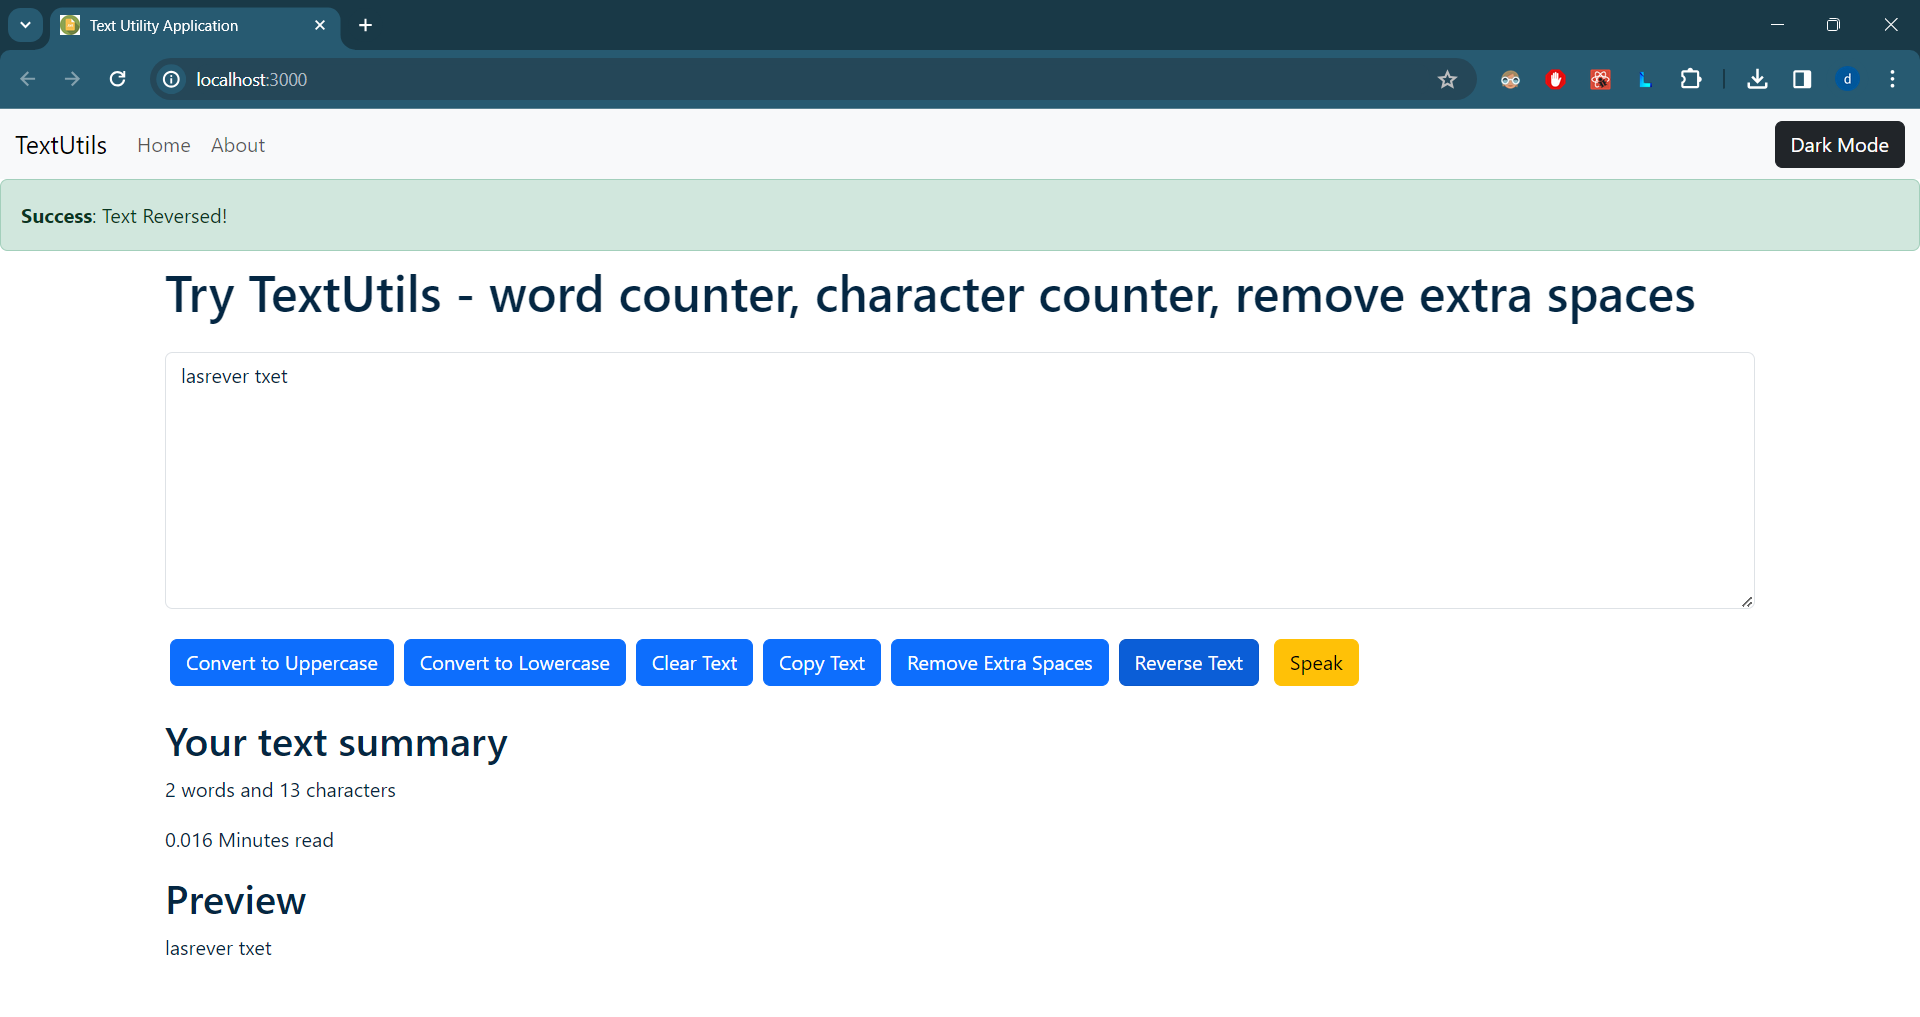 Text Utility Application
localhost:3000
d
TextUtils Home About Dark Mode
Success: Text Reversed!
Try TextUtils - word counter, character counter, remove extra spaces
lasrever txet
Convert to Uppercase Convert to Lowercase Clear Text Copy Text Remove Extra Spaces Reverse Text Speak
Your text summary
2 words and 13 characters
0.016 Minutes read
Preview
lasrever txet